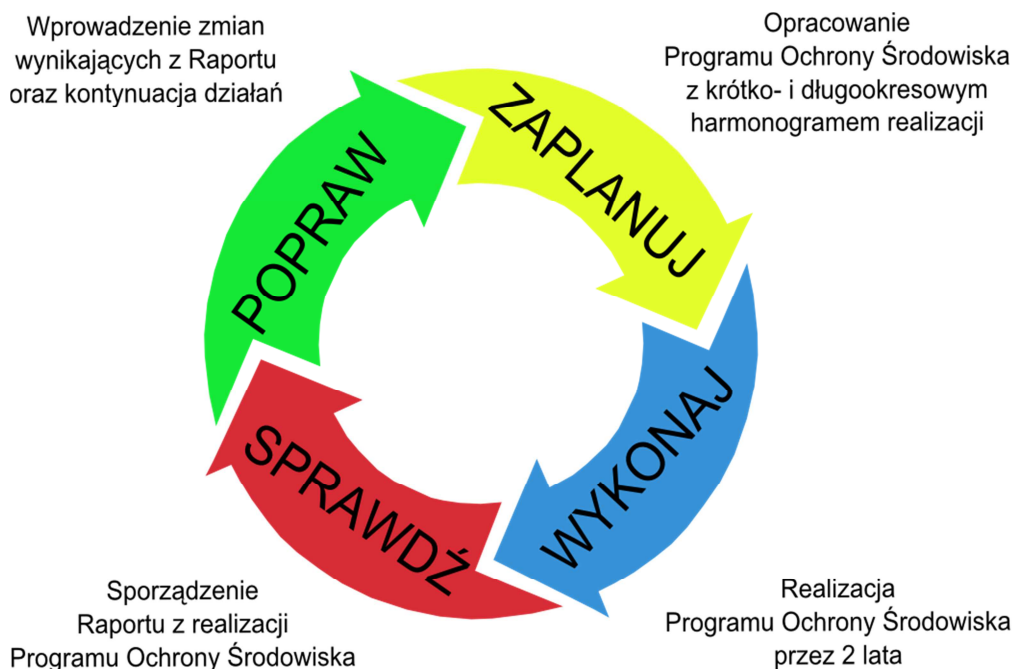 Wprowadzenie zmian
wynikających z Raportu
oraz kontynuacja działań
Opracowanie
Programu Ochrony Środowiska
z krótko- i długookresowym
harmonogramem realizacji
POPRAW
ZAPLANUJ
SPRAWDŹ
WYKONAJ
Sporządzenie
Raportu z realizacji
Programu Ochrony Środowiska
Realizacja
Programu Ochrony Środowiska
przez 2 lata